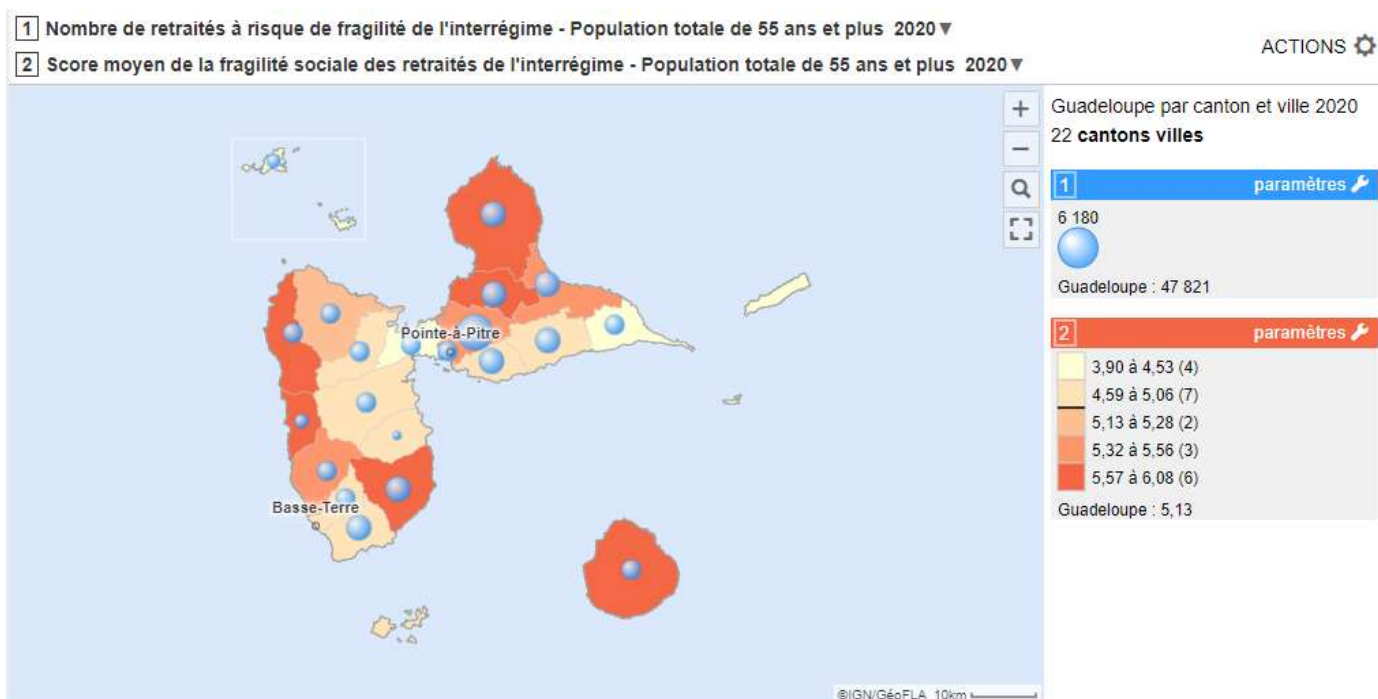 1 Nombre de retraités à risque de fragilité de l'interrégime - Population totale de 55 ans et plus 2020▼
2 Score moyen de la fragilité sociale des retraités de l'interrégime - Population totale de 55 ans et plus 2020▼
ACTIONS
Guadeloupe par canton et ville 2020
22 cantons villes
1 paramètres
6 180
Guadeloupe : 47 821
2 paramètres
3,90 à 4,53 (4)
4,59 à 5,06 (7)
5,13 à 5,28 (2)
5,32 à 5,56 (3)
5,57 à 6,08 (6)
Guadeloupe : 5,13
Pointe-à-Pitre
Basse-Terre
©IGN/GéoFLA 10km